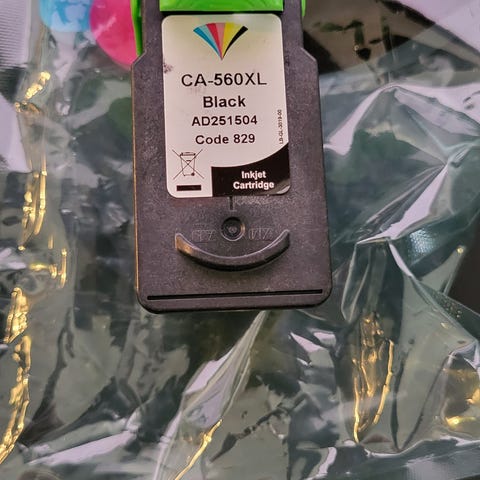 CA-560XL
Black
AD251504
Code 829
Inkjet
Cartridge